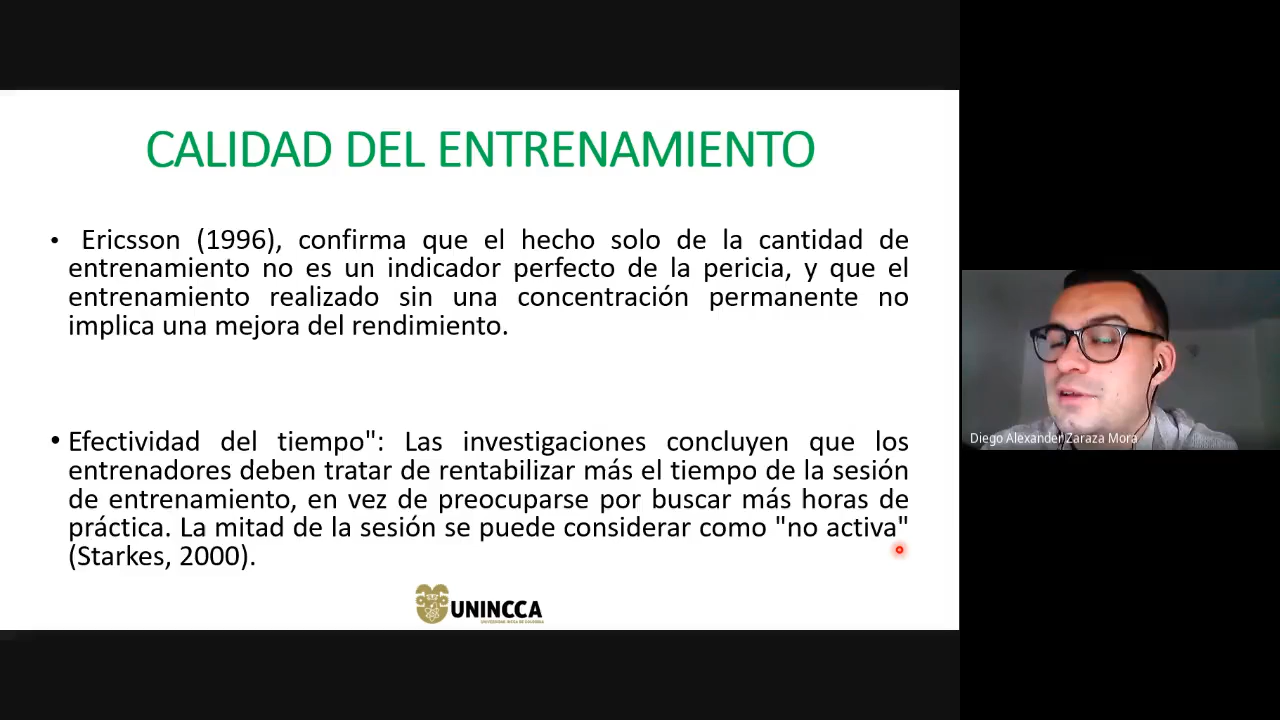 CALIDAD DEL ENTRENAMIENTO
• Ericsson (1996), confirma que el hecho solo de la cantidad de
entrenamiento no es un indicador perfecto de la pericia, y que el
entrenamiento realizado sin una concentración permanente no
implica una mejora del rendimiento.
• Efectividad del tiempo": Las investigaciones concluyen que los
entrenadores deben tratar de rentabilizar más el tiempo de la sesión
de entrenamiento, en vez de preocuparse por buscar más horas de
práctica. La mitad de la sesión se puede considerar como "no activa"
(Starkes, 2000).
UNINCCA
Diego Alexander Zaraza Mora